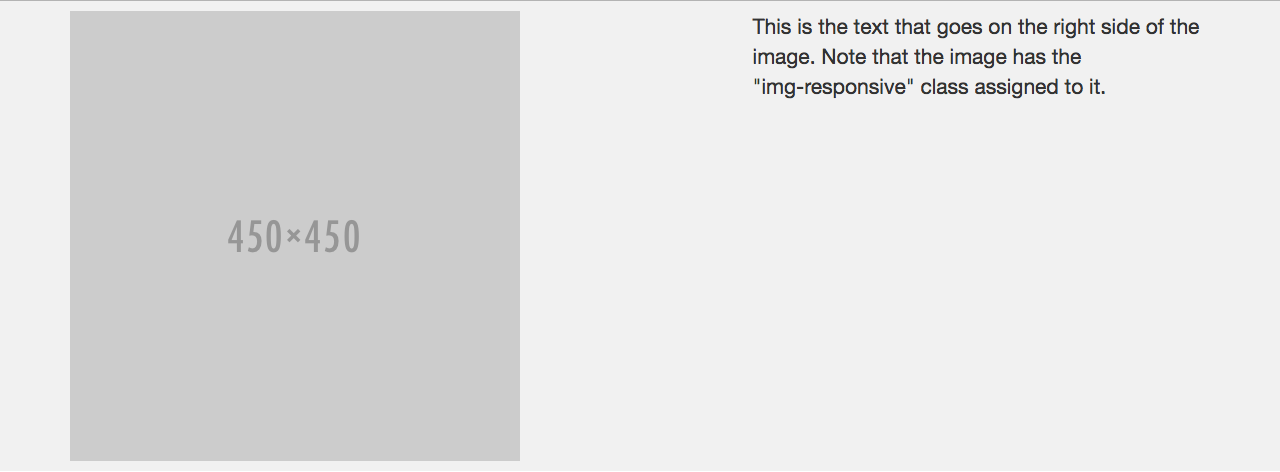 450×450
This is the text that goes on the right side of the
image. Note that the image has the
"img-responsive" class assigned to it.